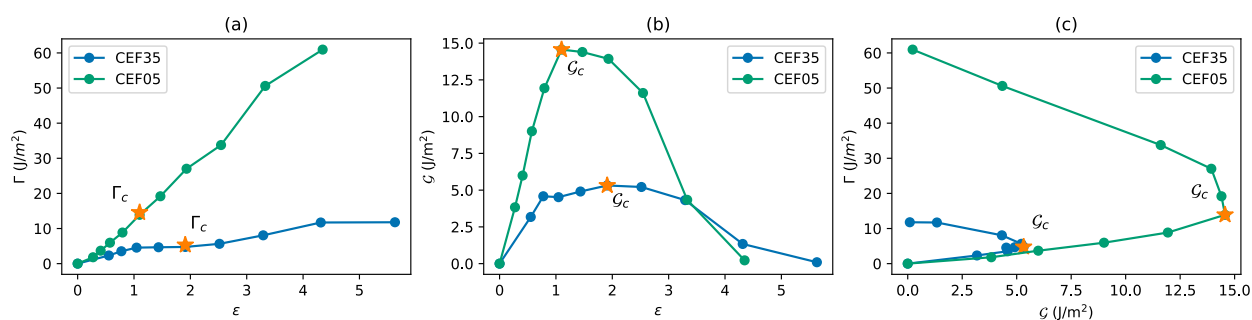 (a)
Γ (J/m²)
60
50
40
30
20
10
0
CEF35
CEF05
Γc
Γc
0 1 2 3 4 5
ε
(b)
𝒢 (J/m²)
15.0
12.5
10.0
7.5
5.0
2.5
0.0
CEF35
CEF05
𝒢c
𝒢c
0 1 2 3 4 5
ε
(c)
Γ (J/m²)
60
50
40
30
20
10
0
CEF35
CEF05
𝒢c
𝒢c
0.0 2.5 5.0 7.5 10.0 12.5 15.0
𝒢 (J/m²)